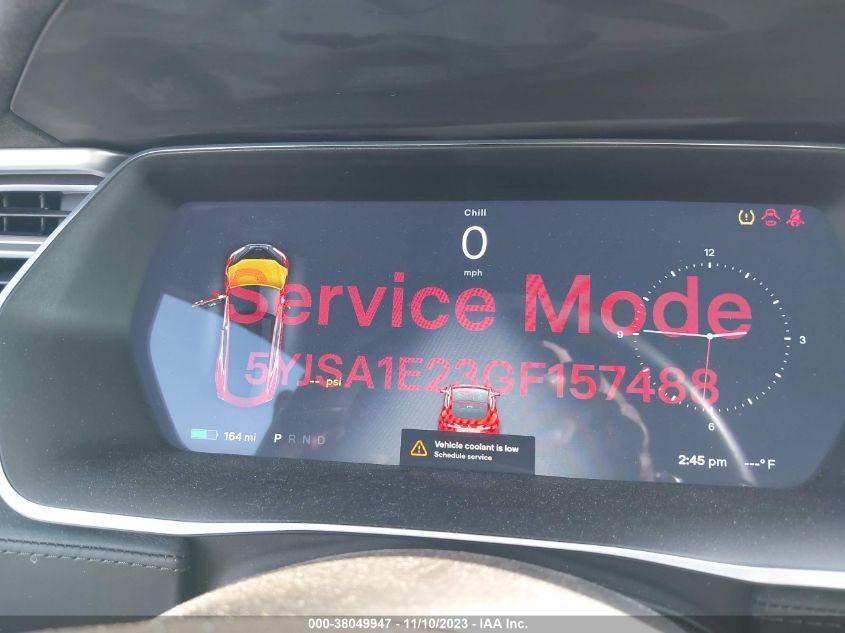 Chill
0
mph
Service Mode
5YJSA1E23GF157488
-- psi
12
9
3
6
164 mi
P R N D
Vehicle coolant is low
Schedule service
2:45 pm
---° F
000-38049947 - 11/10/2023 - IAA Inc.